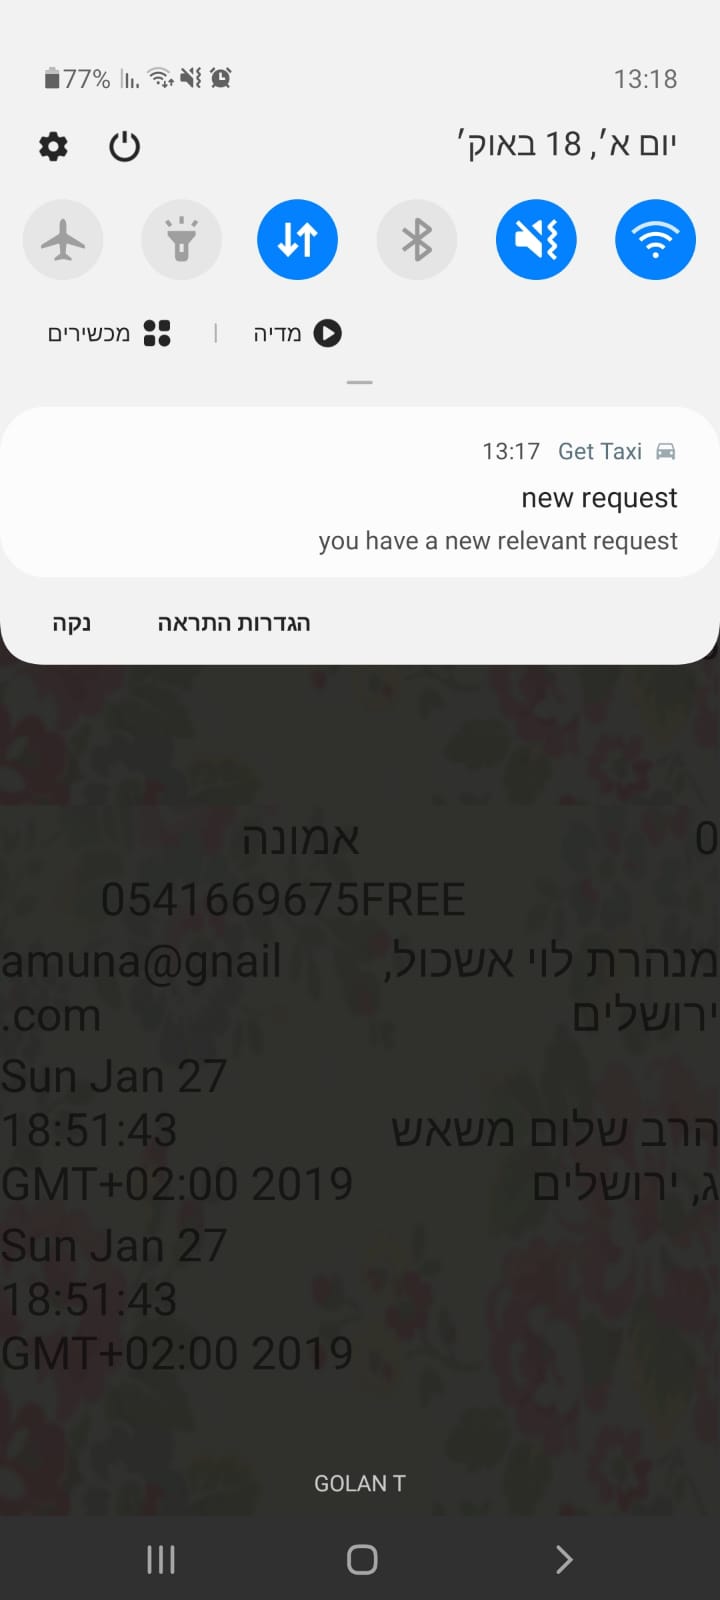 77% 13:18
יום א׳, 18 באוק׳
מדיה | מכשירים
Get Taxi 13:17
new request
you have a new relevant request
הגדרות התראה נקה
0 אמונה
0541669675FREE
מנהרת לוי אשכול,
ירושלים
amuna@gnail
.com
הרב שלום משאש
ג, ירושלים
Sun Jan 27
18:51:43
GMT+02:00 2019
Sun Jan 27
18:51:43
GMT+02:00 2019
GOLAN T